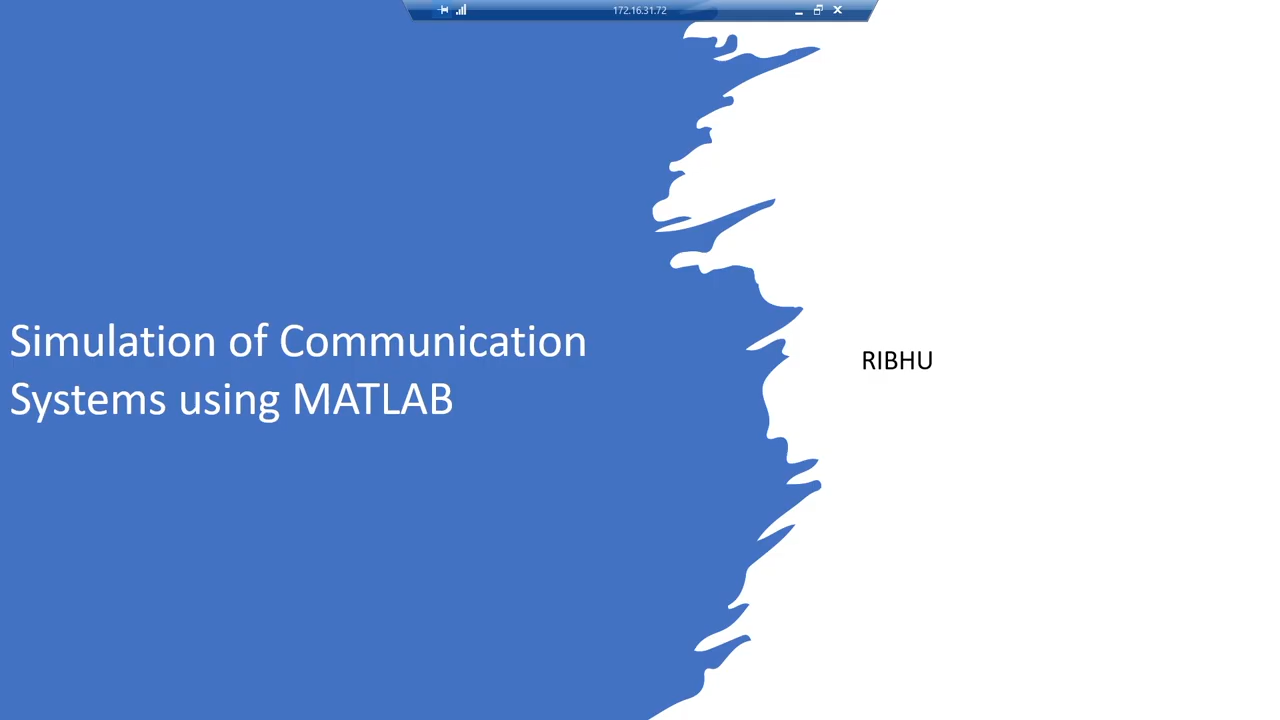 172.16.31.72
Simulation of Communication
Systems using MATLAB
RIBHU